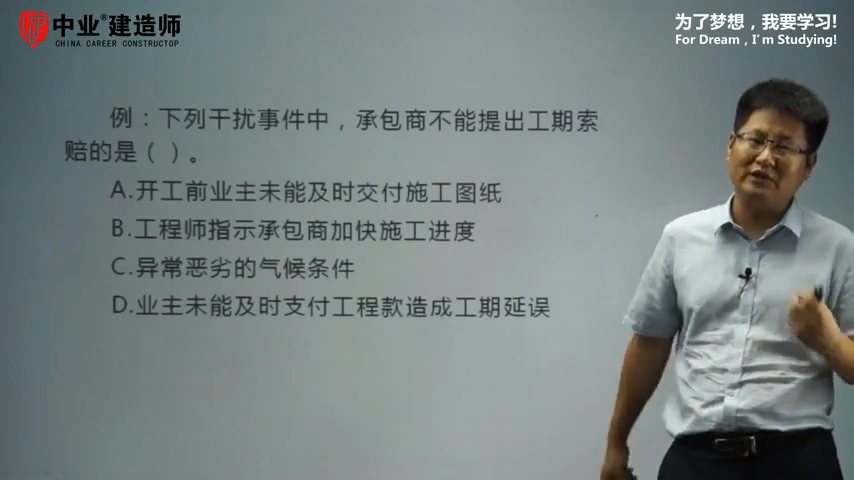 中业®建造师
CHINA CAREER CONSTRUCTOP
为了梦想，我要学习!
For Dream，I'm Studying!
例：下列干扰事件中，承包商不能提出工期索
赔的是（ ）。
A.开工前业主未能及时交付施工图纸
B.工程师指示承包商加快施工进度
C.异常恶劣的气候条件
D.业主未能及时支付工程款造成工期延误